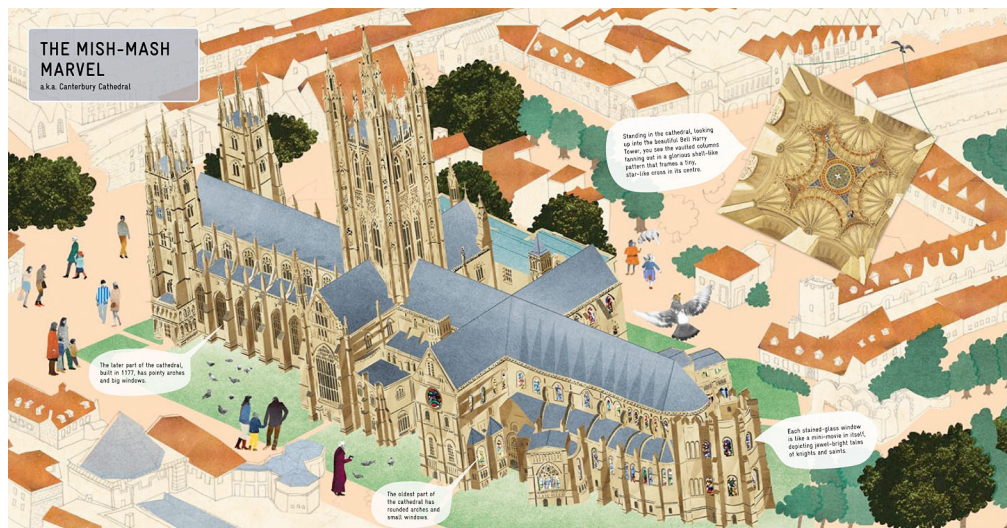 THE MISH-MASH
MARVEL
a.k.a. Canterbury Cathedral
Standing in the cathedral, looking
up into the beautiful Bell Harry
Tower, you see the vaulted columns
fanning out in a glorious shell-like
pattern that frames a tiny,
star-like cross in its centre.
The later part of the cathedral,
built in 1177, has pointy arches
and big windows.
Each stained-glass window
is like a mini-movie in itself,
depicting jewel-bright tales
of knights and saints.
The oldest part of
the cathedral has
rounded arches and
small windows.